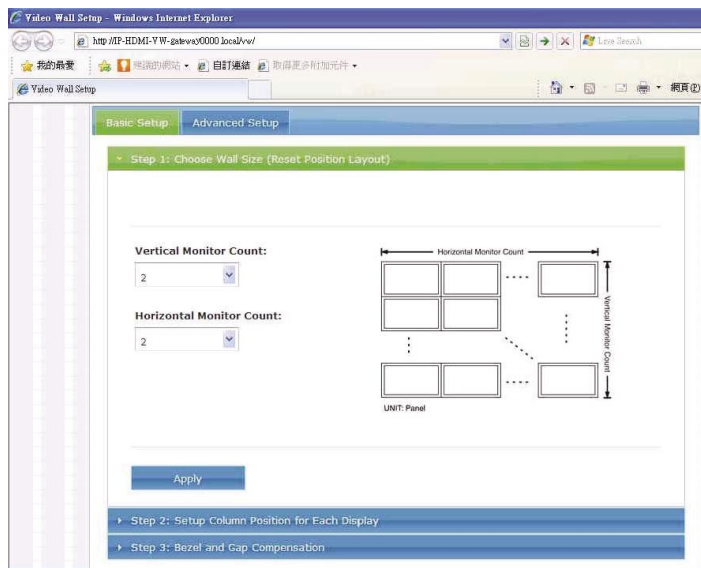 Video Wall Setup - Windows Internet Explorer
http://IP-HDMI-VW-gateway0000.local/vw/
Live Search
我的最愛
建議的網站
自訂連結
取得更多附加元件
Video Wall Setup
網頁(P)
Basic Setup
Advanced Setup
Step 1: Choose Wall Size (Reset Position Layout)
Vertical Monitor Count:
2
Horizontal Monitor Count:
2
Horizontal Monitor Count
Vertical Monitor Count
UNIT: Panel
Apply
Step 2: Setup Column Position for Each Display
Step 3: Bezel and Gap Compensation